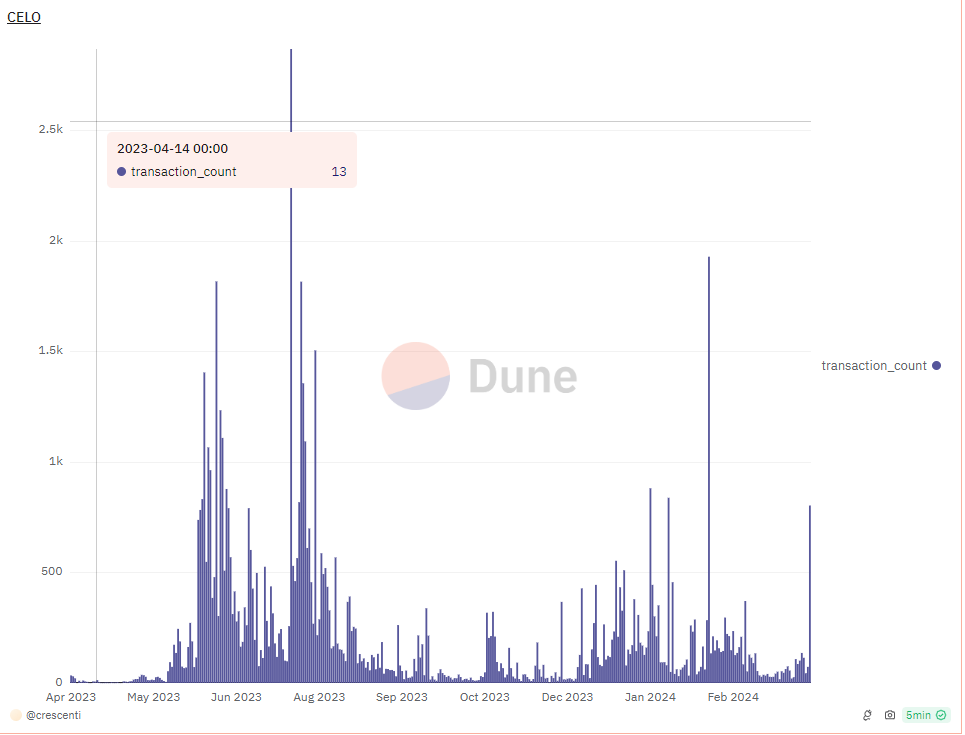 CELO
2.5k
2023-04-14 00:00
transaction_count 13
2k
1.5k
transaction_count
Dune
1k
500
0
Apr 2023 May 2023 Jun 2023 Aug 2023 Sep 2023 Oct 2023 Dec 2023 Jan 2024 Feb 2024
@crescenti 5min